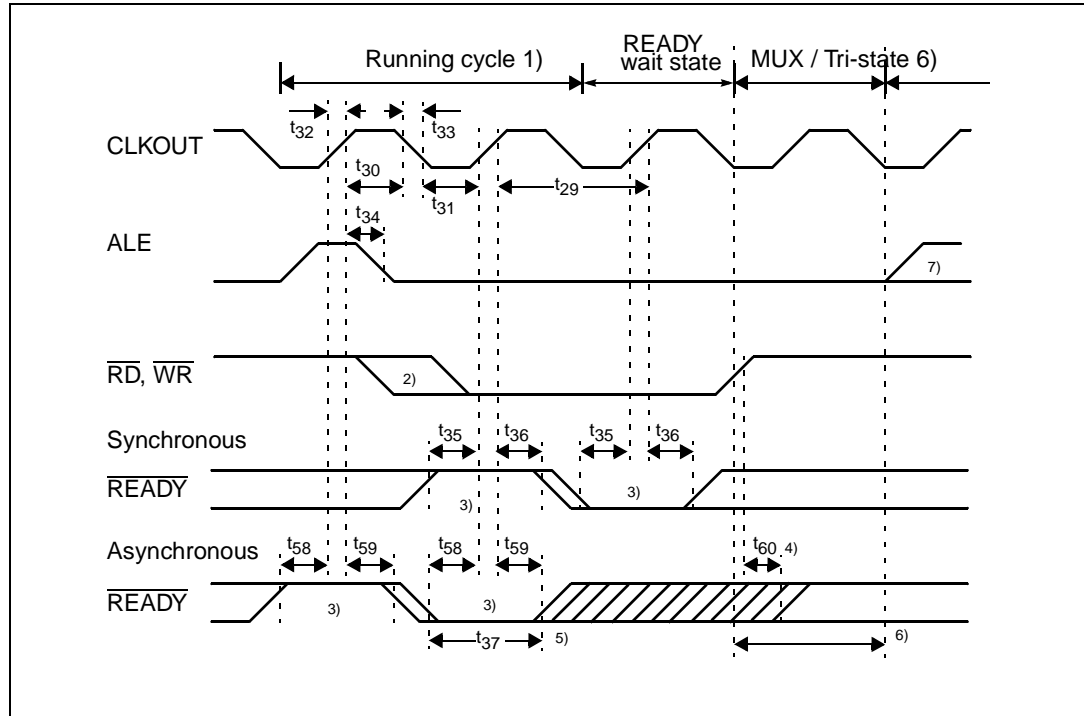 Running cycle 1)
READY
wait state
MUX / Tri-state 6)
t32
t33
CLKOUT
t30
t31
t29
t34
ALE
7)
RD, WR
2)
Synchronous
t35
t36
t35
t36
READY
3)
3)
Asynchronous
t58
t59
t58
t59
t60 4)
READY
3)
3)
t37
5)
6)